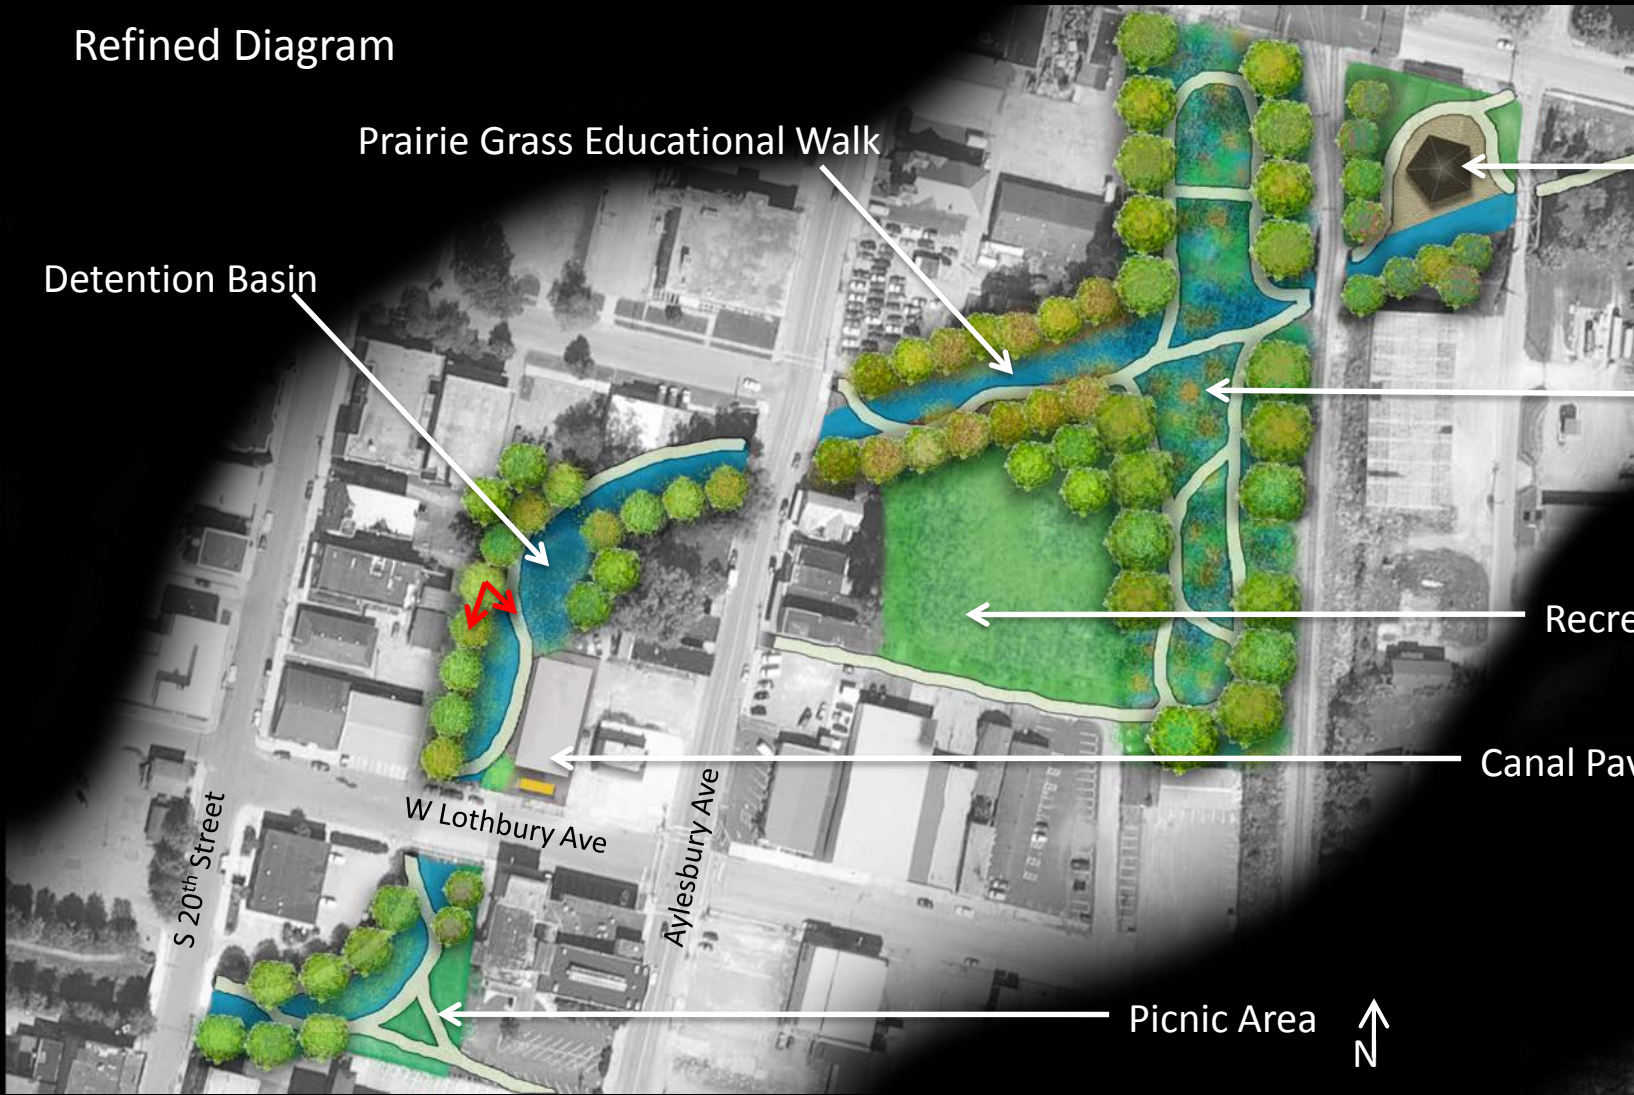 Refined Diagram
Prairie Grass Educational Walk
Detention Basin
Recre
Canal Pav
W Lothbury Ave
S 20th Street
Aylesbury Ave
Picnic Area
N